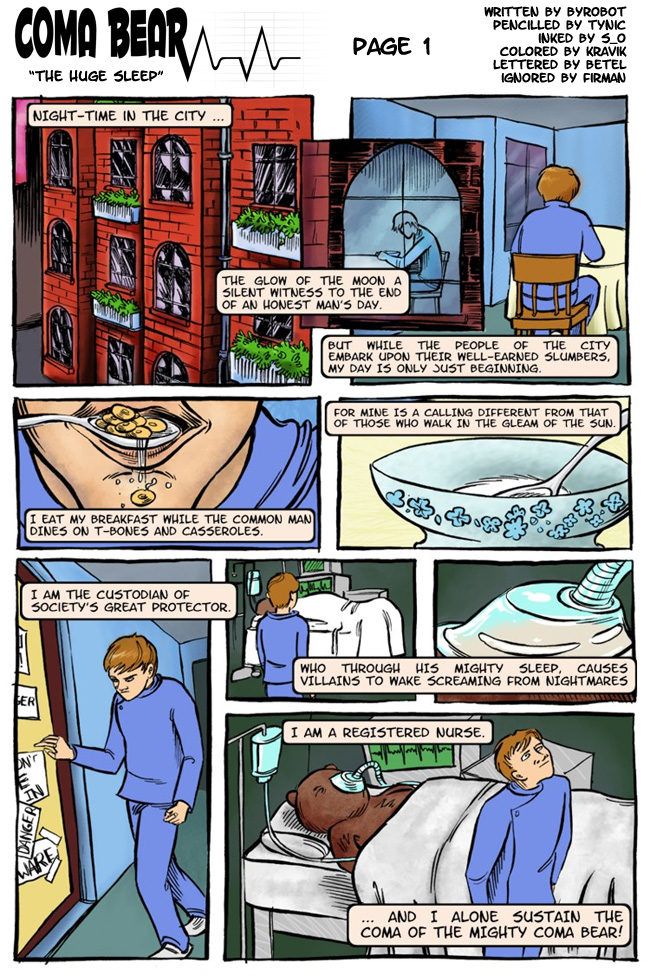 COMA BEAR
"THE HUGE SLEEP"
PAGE 1
WRITTEN BY BYROBOT
PENCILLED BY TYNIC
INKED BY S_O
COLORED BY KRAVIK
LETTERED BY BETEL
IGNORED BY FIRMAN
NIGHT-TIME IN THE CITY ...
THE GLOW OF THE MOON A
SILENT WITNESS TO THE END
OF AN HONEST MAN'S DAY.
BUT WHILE THE PEOPLE OF THE CITY
EMBARK UPON THEIR WELL-EARNED SLUMBERS,
MY DAY IS ONLY JUST BEGINNING.
I EAT MY BREAKFAST WHILE THE COMMON MAN
DINES ON T-BONES AND CASSEROLES.
FOR MINE IS A CALLING DIFFERENT FROM THAT
OF THOSE WHO WALK IN THE GLEAM OF THE SUN.
I AM THE CUSTODIAN OF
SOCIETY'S GREAT PROTECTOR.
GER
IN
DANGER
WARE
WHO THROUGH HIS MIGHTY SLEEP, CAUSES
VILLAINS TO WAKE SCREAMING FROM NIGHTMARES
I AM A REGISTERED NURSE.
... AND I ALONE SUSTAIN THE
COMA OF THE MIGHTY COMA BEAR!